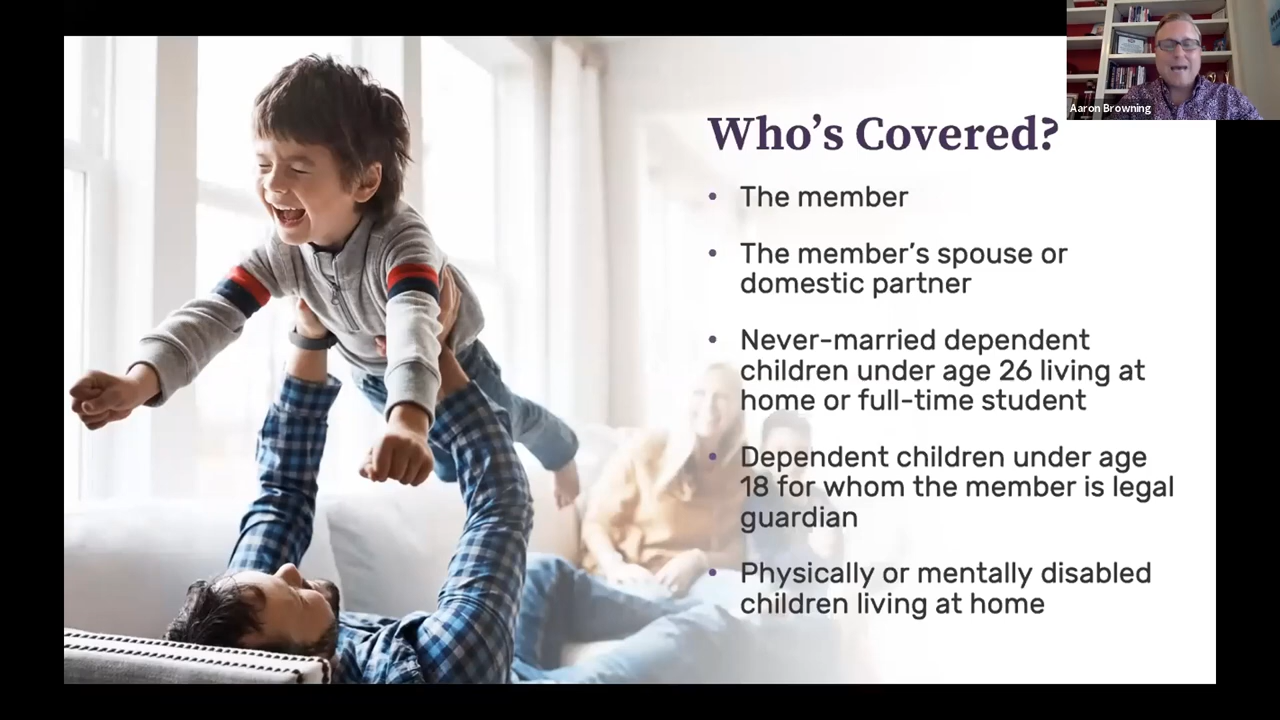 Who’s Covered?
Aaron Browning
• The member
• The member’s spouse or
domestic partner
• Never-married dependent
children under age 26 living at
home or full-time student
• Dependent children under age
18 for whom the member is legal
guardian
• Physically or mentally disabled
children living at home